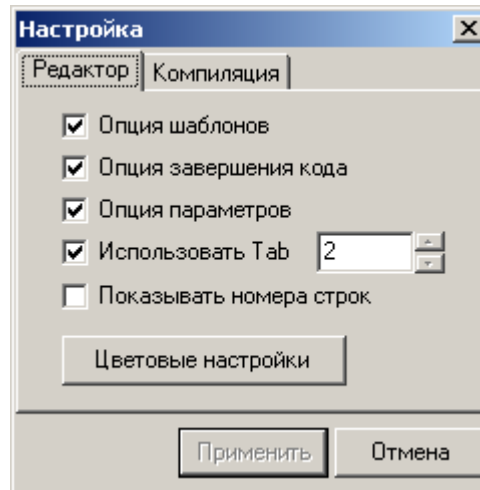 Настройка
Редактор Компиляция
Опция шаблонов
Опция завершения кода
Опция параметров
Использовать Tab 2
Показывать номера строк
Цветовые настройки
Применить Отмена